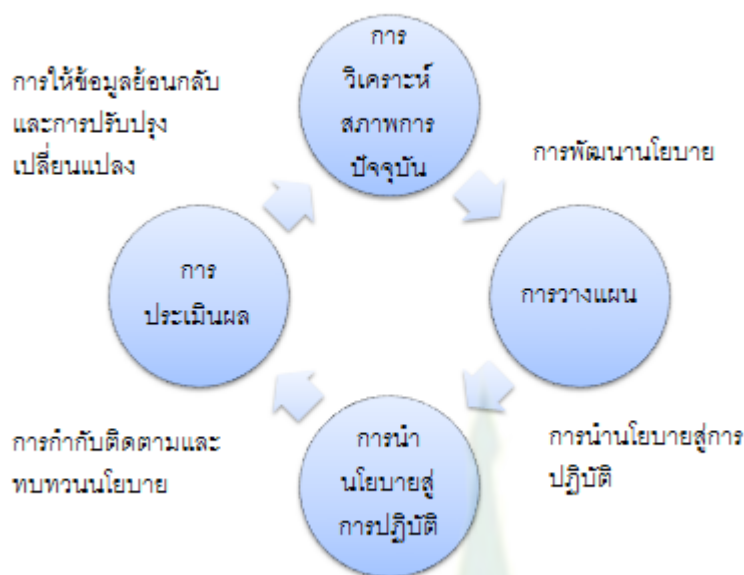 การ
วิเคราะห์
สภาพการ
ปัจจุบัน
การให้ข้อมูลย้อนกลับ
และการปรับปรุง
เปลี่ยนแปลง
การพัฒนานโยบาย
การ
ประเมินผล
การวางแผน
การกำกับติดตามและ
ทบทวนนโยบาย
การนำ
นโยบายสู่
การปฏิบัติ
การนำนโยบายสู่การ
ปฏิบัติ